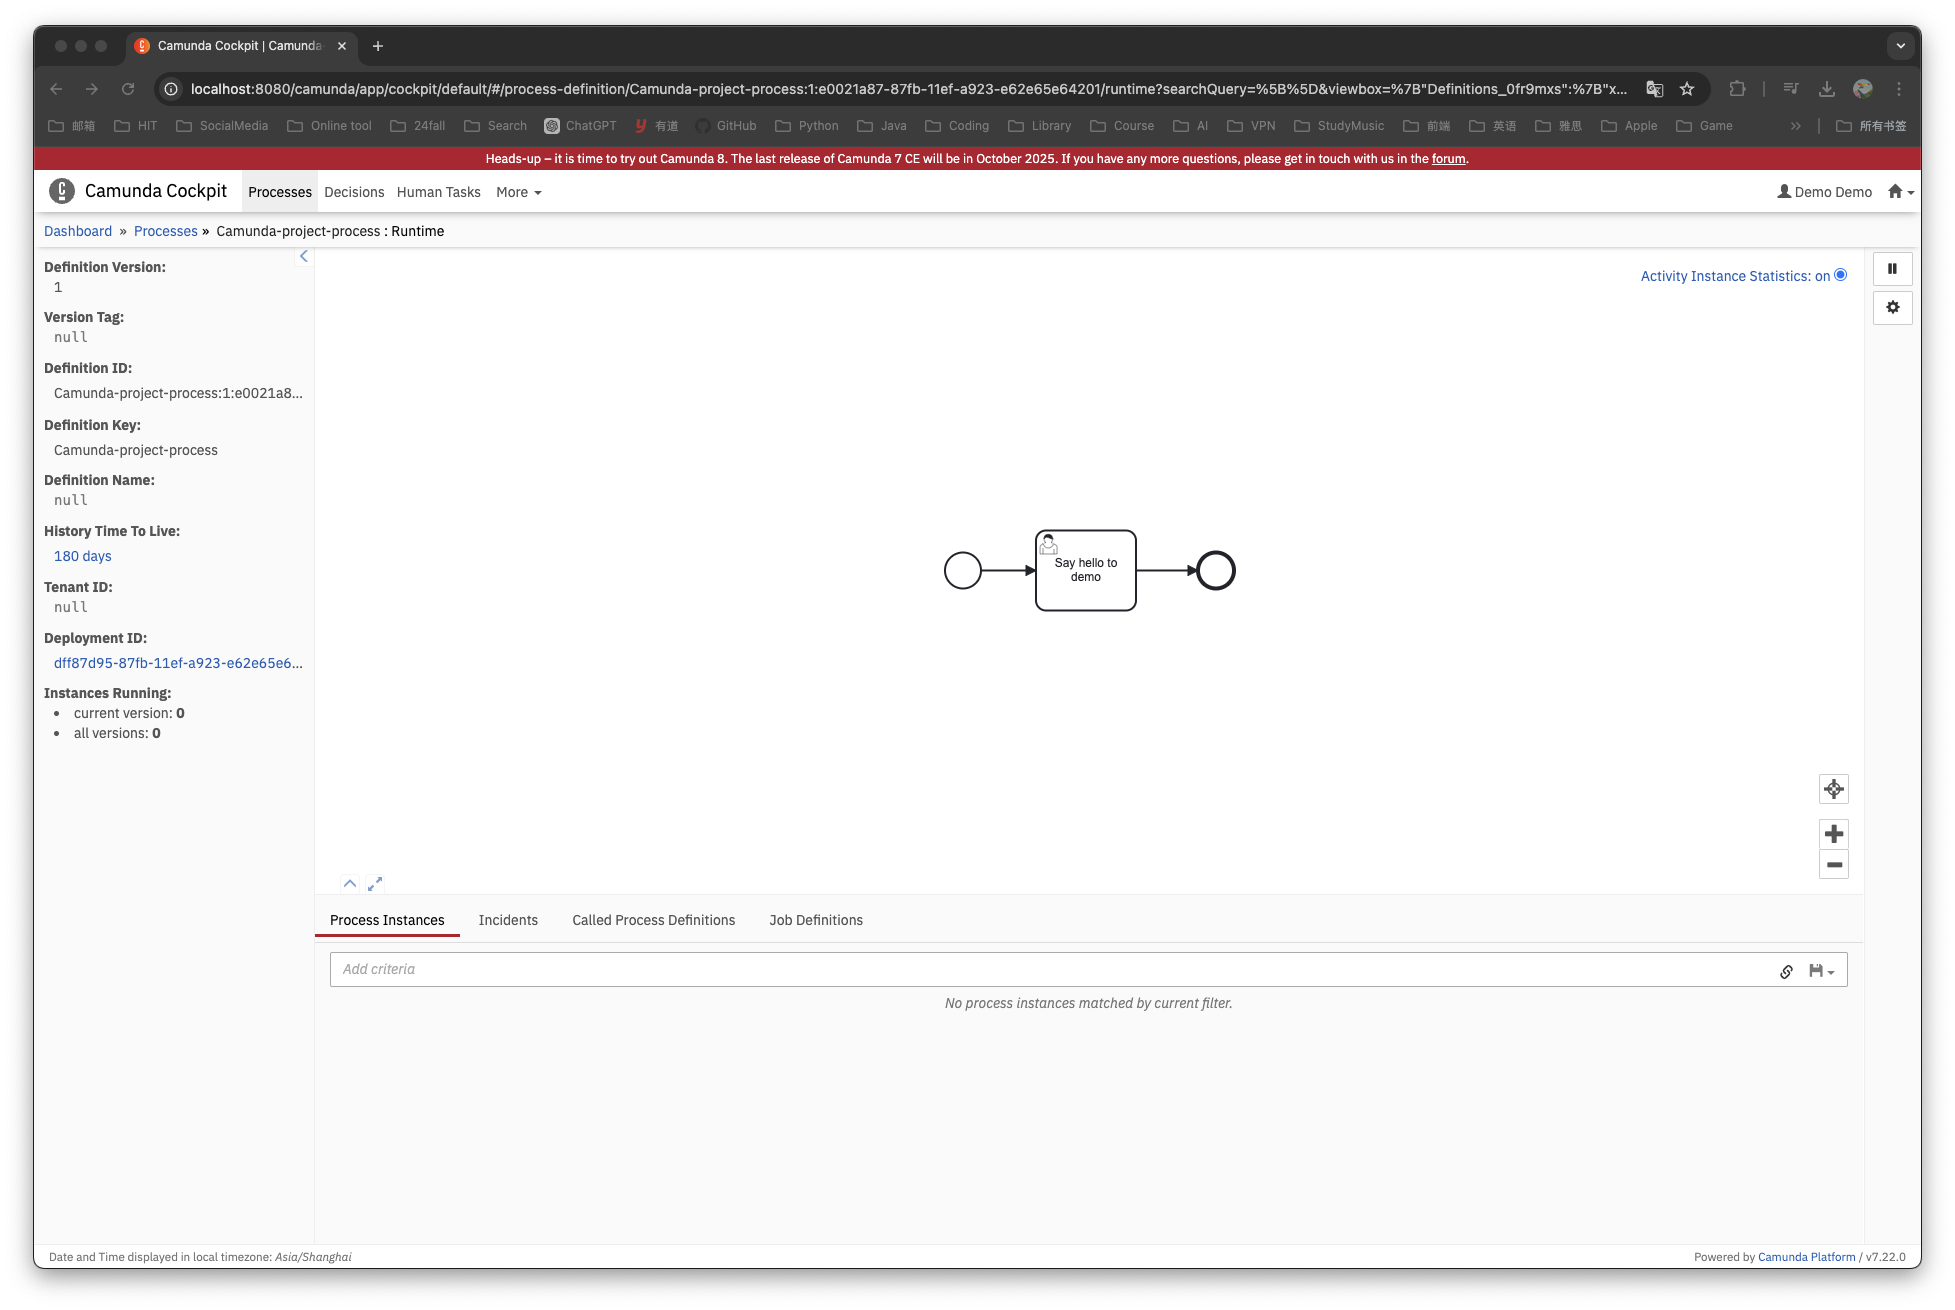 Camunda Cockpit | Camunda-
localhost:8080/camunda/app/cockpit/default/#/process-definition/Camunda-project-process:1:e0021a87-87fb-11ef-a923-e62e65e64201/runtime?searchQuery=%5B%5D&viewbox=%7B"Definitions_0fr9mxs":%7B"x...
邮箱 HIT SocialMedia Online tool 24fall Search ChatGPT 有道 GitHub Python Java Coding Library Course AI VPN StudyMusic 前端 英语 雅思 Apple Game » 所有书签
Heads-up – it is time to try out Camunda 8. The last release of Camunda 7 CE will be in October 2025. If you have any more questions, please get in touch with us in the forum.
Camunda Cockpit Processes Decisions Human Tasks More Demo Demo
Dashboard » Processes » Camunda-project-process : Runtime
Definition Version:
1
Version Tag:
null
Definition ID:
Camunda-project-process:1:e0021a8...
Definition Key:
Camunda-project-process
Definition Name:
null
History Time To Live:
180 days
Tenant ID:
null
Deployment ID:
dff87d95-87fb-11ef-a923-e62e65e6...
Instances Running:
• current version: 0
• all versions: 0
Activity Instance Statistics: on
Say hello to
demo
Process Instances Incidents Called Process Definitions Job Definitions
Add criteria
No process instances matched by current filter.
Date and Time displayed in local timezone: Asia/Shanghai
Powered by Camunda Platform / v7.22.0